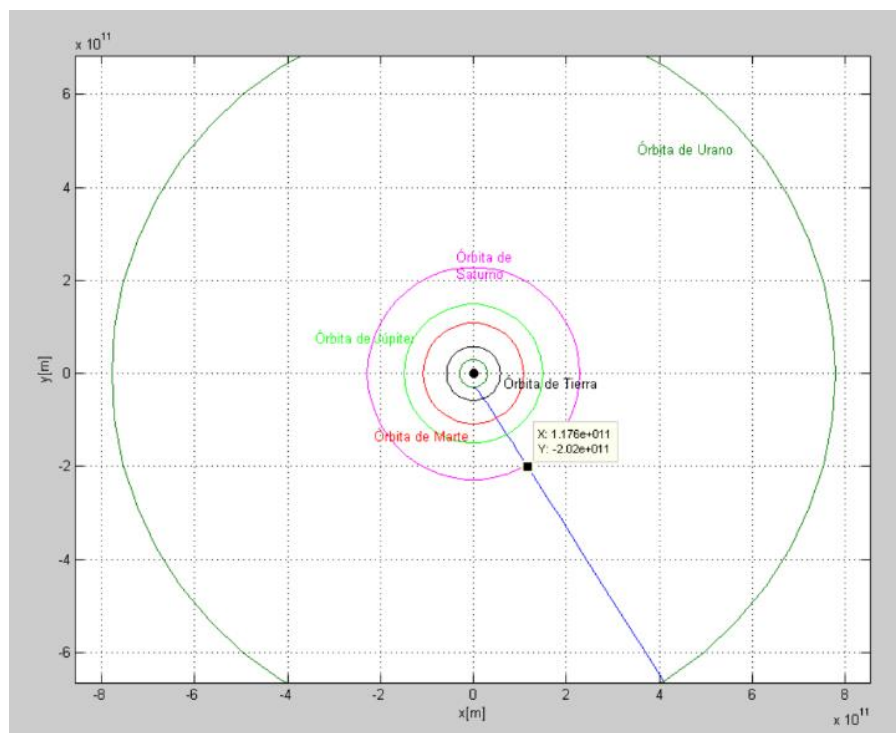 x 10^11
6
4
2
0
-2
-4
-6
y[m]
Órbita de Urano
Órbita de
Saturno
Órbita de Júpiter
Órbita de Tierra
Órbita de Marte
X: 1.176e+011
Y: -2.02e+011
-8 -6 -4 -2 0 2 4 6 8
x[m]
x 10^11